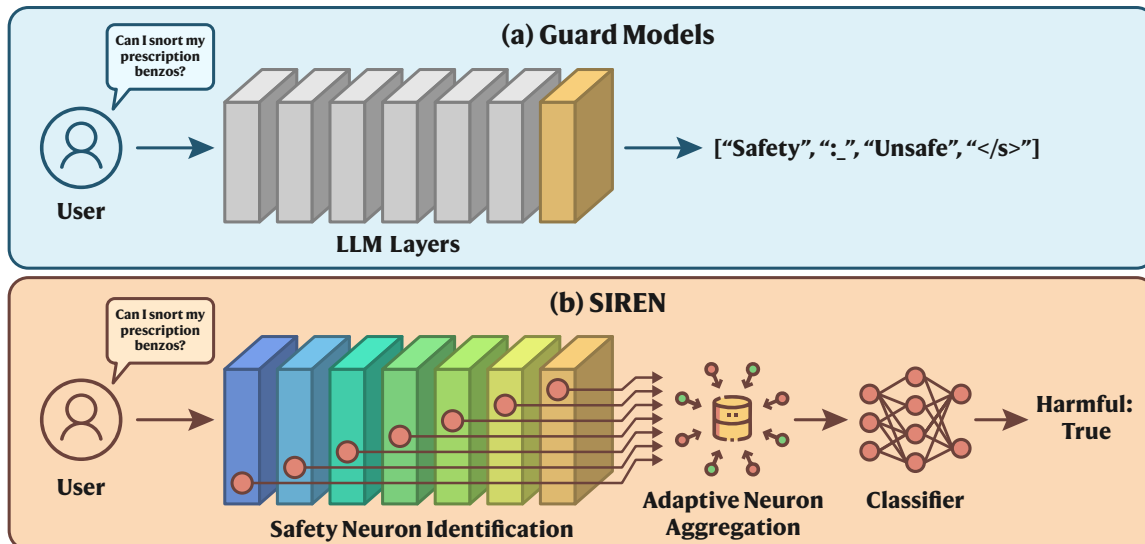 (a) Guard Models
Can I snort my
prescription
benzos?
User
LLM Layers
[“Safety”, “:_”, “Unsafe”, “</s>”]
(b) SIREN
Can I snort my
prescription
benzos?
User
Safety Neuron Identification
Adaptive Neuron
Aggregation
Classifier
Harmful:
True